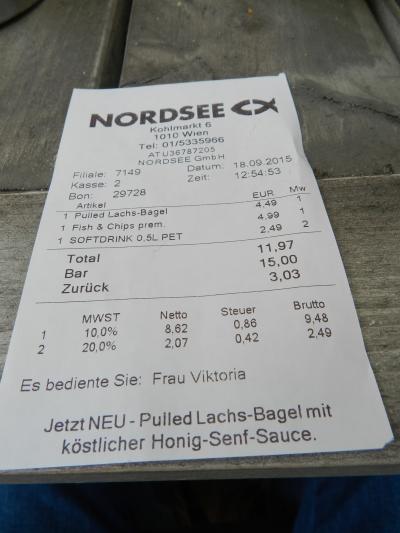 NORDSEE
Kohlmarkt 6
1010 Wien
Tel: 01/5335966
ATU36787205
NORDSEE GmbH
Filiale: 7149 Datum: 18.09.2015
Kasse: 2 Zeit: 12:54:53
Bon: 29728
Artikel EUR Mw
1 Pulled Lachs-Bagel 4,49 1
1 Fish & Chips prem. 4,99 1
1 SOFTDRINK 0,5L PET 2,49 2
Total 11,97
Bar 15,00
Zurück 3,03
MWST Netto Steuer Brutto
1 10,0% 8,62 0,86 9,48
2 20,0% 2,07 0,42 2,49
Es bediente Sie: Frau Viktoria
Jetzt NEU - Pulled Lachs-Bagel mit
köstlicher Honig-Senf-Sauce.